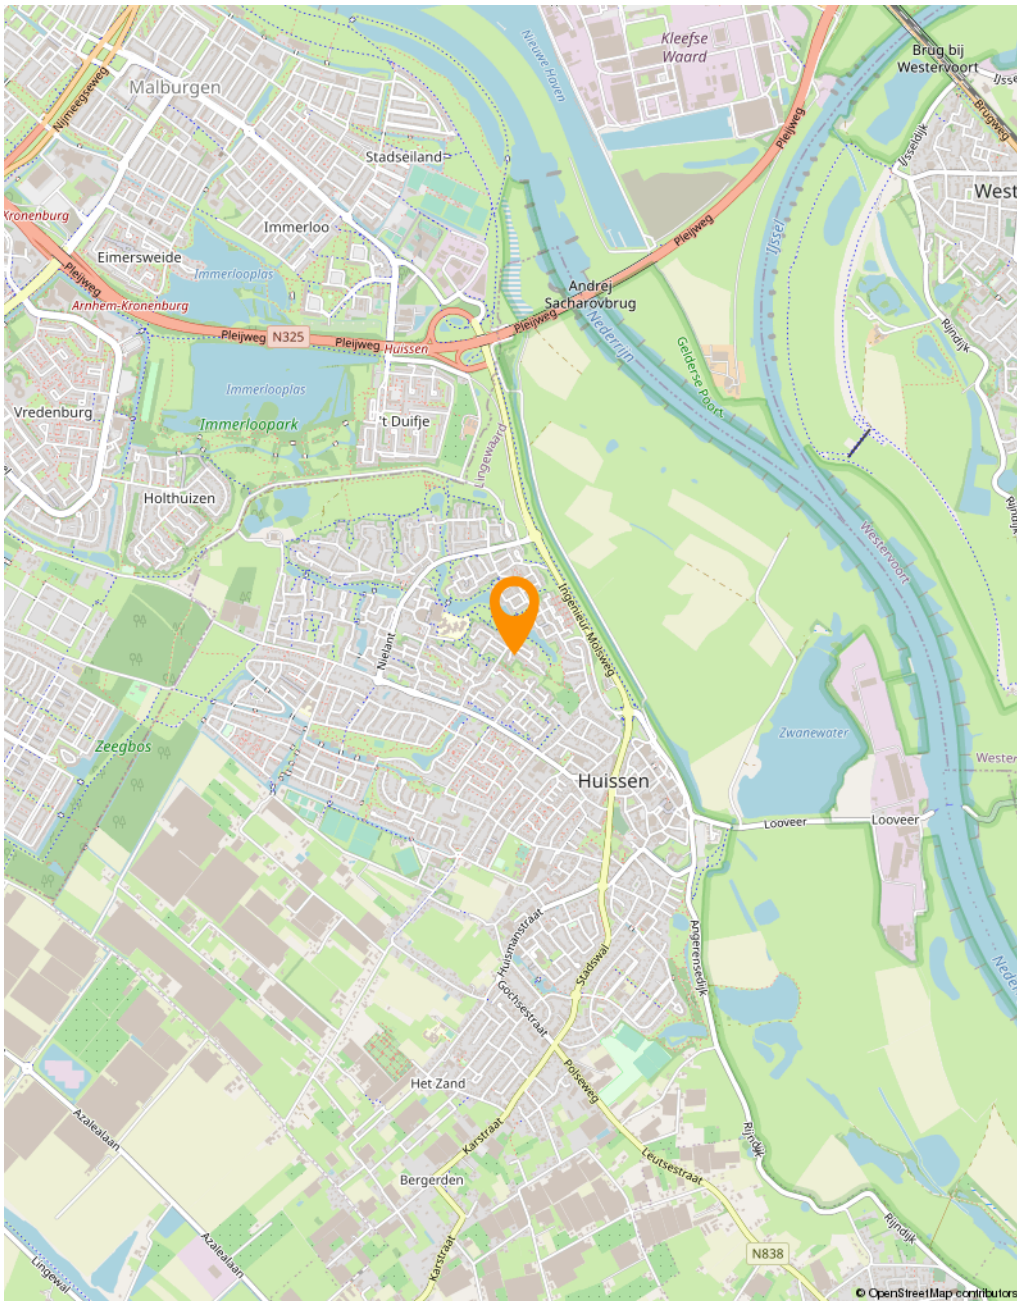 Kleefse
Waard
Nieuwe Haven
Brug bij
Westervoort
Brugweg
Nijmeegseweg
Malburgen
Pleijweg
IJsseldijk
Stadseiland
West
Kronenburg
Immerloo
Pleijweg
IJssel
Eimersweide
Immerlooplas
Pleijweg
Andrej
Sacharovbrug
Arnhem-Kronenburg
Pleijweg
Nederrijn
Rijndijk
Pleijweg
N325
Pleijweg
Huissen
Gelderse Poort
Immerlooplas
Vredenburg
't Duifje
Immerloopark
Lingewaard
Holthuizen
Rijndijk
Westervoort
Ingenieur Molsweg
Nielant
Zwanewater
Zeegbos
Wester
Huissen
Looveer
Looveer
Huismanstraat
Stadswal
Angerensedijk
Neder
Gochsestraat
Polseweg
Het Zand
Azalealaan
Karstraat
Rijndijk
Leutsestraat
Bergerden
Rijndijk
Azalealaan
Karstraat
N838
Lingewal
© OpenStreetMap contributors